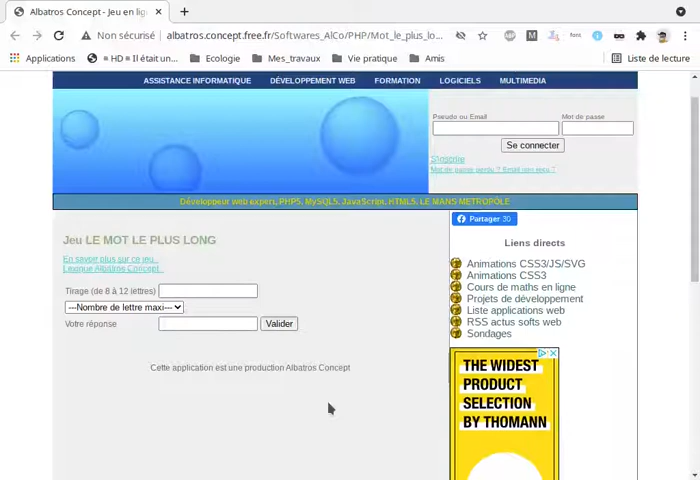 Albatros Concept - Jeu en lig
Non sécurisé
albatros.concept.free.fr/Softwares_AlCo/PHP/Mot_le_plus_lo...
Applications
¤ HD ¤ Il était un...
Ecologie
Mes_travaux
Vie pratique
Amis
Liste de lecture
ASSISTANCE INFORMATIQUE DÉVELOPPEMENT WEB FORMATION LOGICIELS MULTIMEDIA
Pseudo ou Email Mot de passe
Se connecter
S'inscrire
Mot de passe perdu ? Email non reçu ?
Développeur web expert, PHP5, MySQL5, JavaScript, HTML5. LE MANS METROPOLE
Partager 30
Jeu LE MOT LE PLUS LONG
En savoir plus sur ce jeu...
Lexique Albatros Concept...
Tirage (de 8 à 12 lettres)
---Nombre de lettre maxi---
Votre réponse Valider
Cette application est une production Albatros Concept
Liens directs
Animations CSS3/JS/SVG
Animations CSS3
Cours de maths en ligne
Projets de développement
Liste applications web
RSS actus softs web
Sondages
THE WIDEST
PRODUCT
SELECTION
BY THOMANN